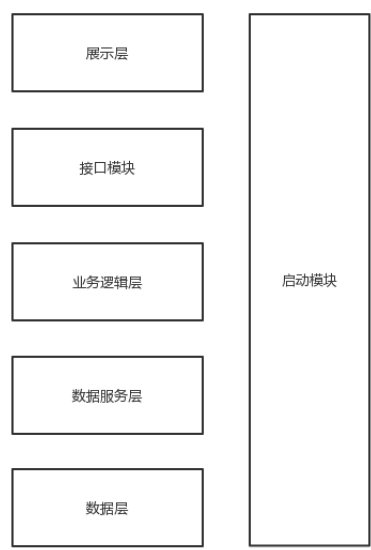 展示层
接口模块
业务逻辑层
启动模块
数据服务层
数据层